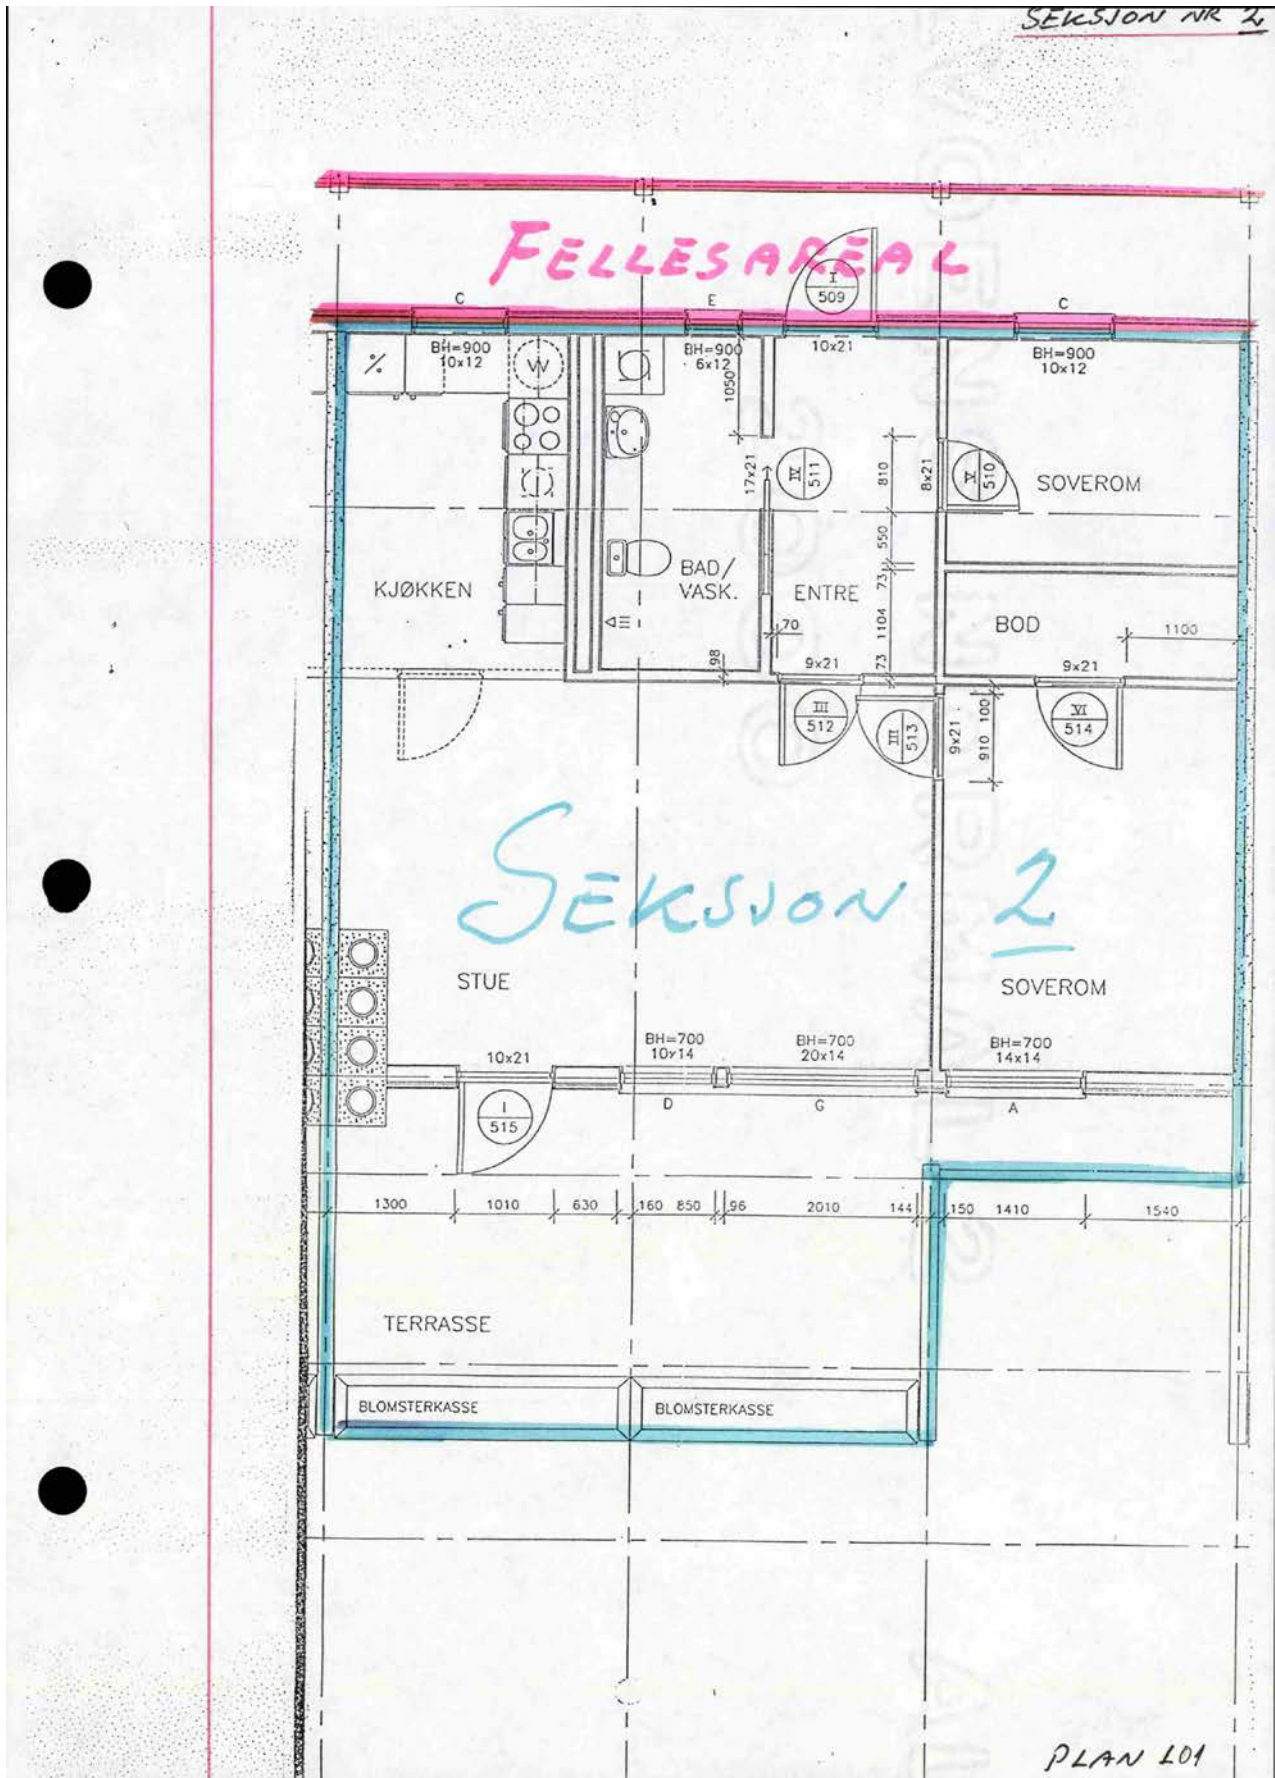 SEKSJON NR 2
FELLESAREAL
I
509
C
E
C
BH=900
10x12
BH=900
6x12
10x21
BH=900
10x12
1050
17x21
IV
511
810
8x21
V
510
SOVEROM
550
KJØKKEN
BAD/
VASK.
ENTRE
73
BOD
1104
70
1100
98
9x21
73
9x21
III
512
III
513
9x21
910 100
VI
514
SEKSJON 2
STUE
SOVEROM
BH=700
10x14
BH=700
20x14
BH=700
14x14
10x21
D
G
A
I
515
1300
1010
630
160
850
96
2010
144
150
1410
1540
TERRASSE
BLOMSTERKASSE
BLOMSTERKASSE
PLAN 101